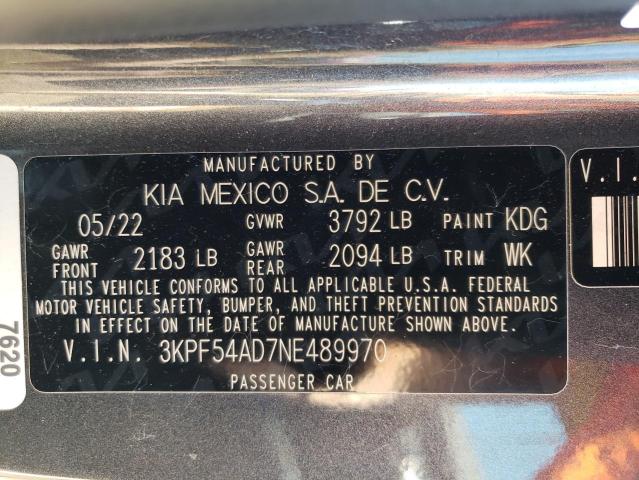 MANUFACTURED BY
KIA MEXICO S.A. DE C.V.
05/22 GVWR 3792 LB PAINT KDG
GAWR FRONT 2183 LB GAWR REAR 2094 LB TRIM WK
THIS VEHICLE CONFORMS TO ALL APPLICABLE U.S.A. FEDERAL
MOTOR VEHICLE SAFETY, BUMPER, AND THEFT PREVENTION STANDARDS
IN EFFECT ON THE DATE OF MANUFACTURE SHOWN ABOVE.
V.I.N. 3KPF54AD7NE489970
PASSENGER CAR
V.I.
7620